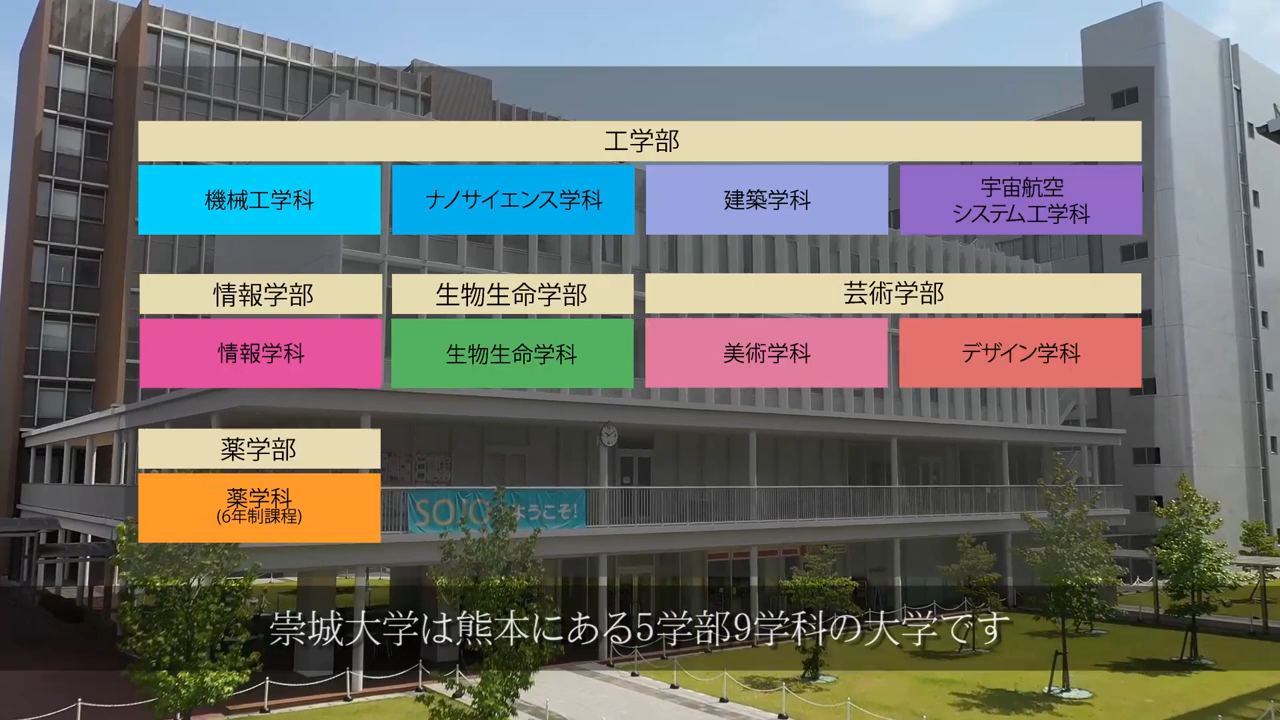 工学部
機械工学科
ナノサイエンス学科
建築学科
宇宙航空
システム工学科
情報学部
生物生命学部
芸術学部
情報学科
生物生命学科
美術学科
デザイン学科
薬学部
薬学科
(6年制課程)
SOJO ようこそ!
崇城大学は熊本にある5学部9学科の大学です